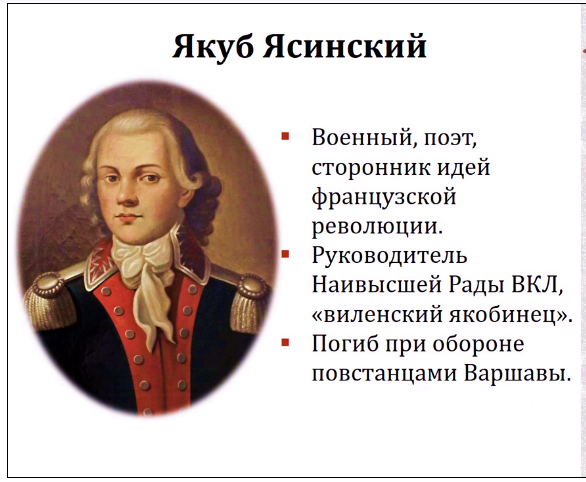 Якуб Ясинский
▪ Военный, поэт,
сторонник идей
французской
революции.
▪ Руководитель
Наивысшей Рады ВКЛ,
«виленский якобинец».
▪ Погиб при обороне
повстанцами Варшавы.